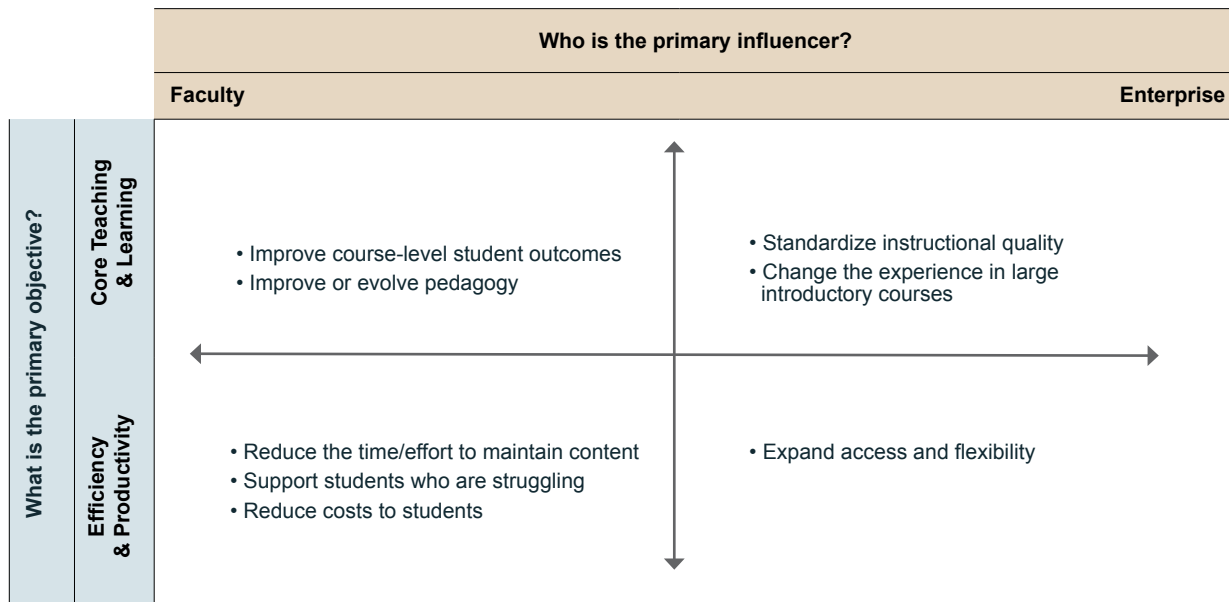 Who is the primary influencer?
Faculty
Enterprise
What is the primary objective?
Core Teaching
& Learning
• Improve course-level student outcomes
• Improve or evolve pedagogy
• Standardize instructional quality
• Change the experience in large
introductory courses
Efficiency
& Productivity
• Reduce the time/effort to maintain content
• Support students who are struggling
• Reduce costs to students
• Expand access and flexibility